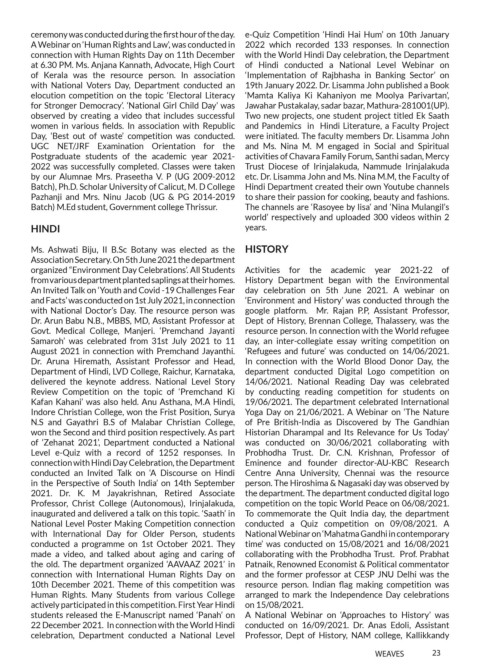 ceremony was conducted during the first hour of the day.
A Webinar on ‘Human Rights and Law’, was conducted in
connection with Human Rights Day on 11th December
at 6.30 PM. Ms. Anjana Kannath, Advocate, High Court
of Kerala was the resource person. In association
with National Voters Day, Department conducted an
elocution competition on the topic ‘Electoral Literacy
for Stronger Democracy’. ‘National Girl Child Day’ was
observed by creating a video that includes successful
women in various fields. In association with Republic
Day, ‘Best out of waste’ competition was conducted.
UGC NET/JRF Examination Orientation for the
Postgraduate students of the academic year 2021-
2022 was successfully completed. Classes were taken
by our Alumnae Mrs. Praseetha V. P (UG 2009-2012
Batch), Ph.D. Scholar University of Calicut, M. D College
Pazhanji and Mrs. Ninu Jacob (UG & PG 2014-2019
Batch) M.Ed student, Government college Thrissur.
HINDI
Ms. Ashwati Biju, II B.Sc Botany was elected as the
Association Secretary. On 5th June 2021 the department
organized “Environment Day Celebrations’. All Students
from various department planted saplings at their homes.
An Invited Talk on ‘Youth and Covid -19 Challenges Fear
and Facts’ was conducted on 1st July 2021, in connection
with National Doctor’s Day. The resource person was
Dr. Arun Babu N.B., MBBS, MD, Assistant Professor at
Govt. Medical College, Manjeri. ‘Premchand Jayanti
Samaroh’ was celebrated from 31st July 2021 to 11
August 2021 in connection with Premchand Jayanthi.
Dr. Aruna Hiremath, Assistant Professor and Head,
Department of Hindi, LVD College, Raichur, Karnataka,
delivered the keynote address. National Level Story
Review Competition on the topic of ‘Premchand Ki
Kafan Kahani’ was also held. Anu Asthana, M.A Hindi,
Indore Christian College, won the Frist Position, Surya
N.S and Gayathri B.S of Malabar Christian College,
won the Second and third position respectively. As part
of ‘Zehanat 2021’, Department conducted a National
Level e-Quiz with a record of 1252 responses. In
connection with Hindi Day Celebration, the Department
conducted an Invited Talk on ‘A Discourse on Hindi
in the Perspective of South India’ on 14th September
2021. Dr. K. M Jayakrishnan, Retired Associate
Professor, Christ College (Autonomous), Irinjalakuda,
inaugurated and delivered a talk on this topic. ‘Saath’ in
National Level Poster Making Competition connection
with International Day for Older Person, students
conducted a programme on 1st October 2021. They
made a video, and talked about aging and caring of
the old. The department organized ‘AAVAAZ 2021’ in
connection with International Human Rights Day on
10th December 2021. Theme of this competition was
Human Rights. Many Students from various College
actively participated in this competition. First Year Hindi
students released the E-Manuscript named ‘Panah’ on
22 December 2021. In connection with the World Hindi
celebration, Department conducted a National Level
e-Quiz Competition ‘Hindi Hai Hum’ on 10th January
2022 which recorded 133 responses. In connection
with the World Hindi Day celebration, the Department
of Hindi conducted a National Level Webinar on
‘Implementation of Rajbhasha in Banking Sector’ on
19th January 2022. Dr. Lisamma John published a Book
‘Mamta Kaliya Ki Kahaniyon me Moolya Parivartan’,
Jawahar Pustakalay, sadar bazar, Mathura-281001(UP).
Two new projects, one student project titled Ek Saath
and Pandemics in Hindi Literature, a Faculty Project
were initiated. The faculty members Dr. Lisamma John
and Ms. Nina M. M engaged in Social and Spiritual
activities of Chavara Family Forum, Santhi sadan, Mercy
Trust Diocese of Irinjalakuda, Nammude Irinjalakuda
etc. Dr. Lisamma John and Ms. Nina M.M, the Faculty of
Hindi Department created their own Youtube channels
to share their passion for cooking, beauty and fashions.
The channels are ‘Rasoyee by lisa’ and ‘Nina Mulangil’s
world’ respectively and uploaded 300 videos within 2
years.
HISTORY
Activities for the academic year 2021-22 of
History Department began with the Environmental
day celebration on 5th June 2021. A webinar on
‘Environment and History’ was conducted through the
google platform. Mr. Rajan P.P, Assistant Professor,
Dept of History, Brennan College, Thalassery, was the
resource person. In connection with the World refugee
day, an inter-collegiate essay writing competition on
‘Refugees and future’ was conducted on 14/06/2021.
In connection with the World Blood Donor Day, the
department conducted Digital Logo competition on
14/06/2021. National Reading Day was celebrated
by conducting reading competition for students on
19/06/2021. The department celebrated International
Yoga Day on 21/06/2021. A Webinar on ‘The Nature
of Pre British-India as Discovered by The Gandhian
Historian Dharampal and Its Relevance for Us Today’
was conducted on 30/06/2021 collaborating with
Probhodha Trust. Dr. C.N. Krishnan, Professor of
Eminence and founder director-AU-KBC Research
Centre Anna University, Chennai was the resource
person. The Hiroshima & Nagasaki day was observed by
the department. The department conducted digital logo
competition on the topic World Peace on 06/08/2021.
To commemorate the Quit India day, the department
conducted a Quiz competition on 09/08/2021. A
National Webinar on ‘Mahatma Gandhi in contemporary
time’ was conducted on 15/08/2021 and 16/08/2021
collaborating with the Probhodha Trust. Prof. Prabhat
Patnaik, Renowned Economist & Political commentator
and the former professor at CESP JNU Delhi was the
resource person. Indian flag making competition was
arranged to mark the Independence Day celebrations
on 15/08/2021.
A National Webinar on ‘Approaches to History’ was
conducted on 16/09/2021. Dr. Anas Edoli, Assistant
Professor, Dept of History, NAM college, Kallikkandy
WEAVES 23